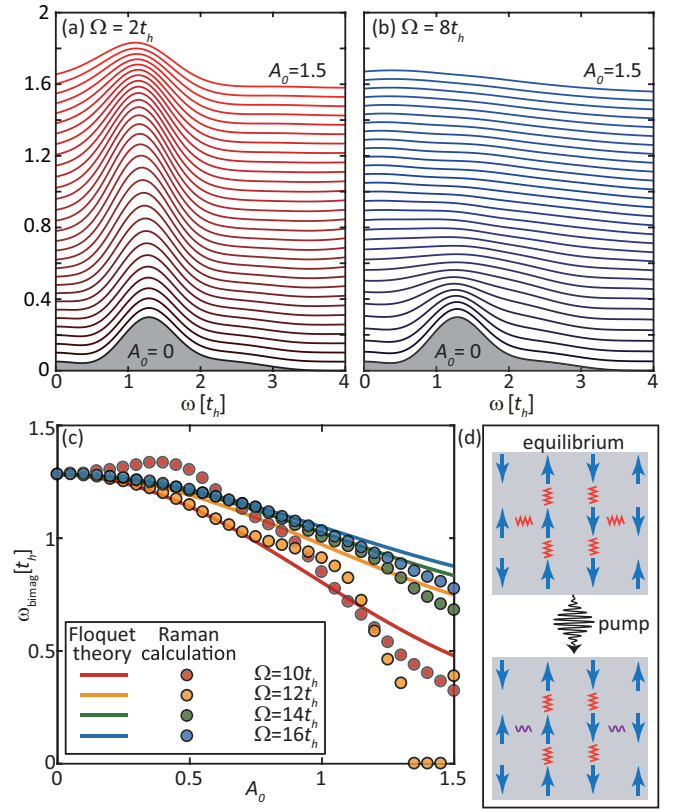 (a) Ω = 2t_h
(b) Ω = 8t_h
2
1.6
1.2
0.8
0.4
0
A_0 = 1.5
A_0 = 1.5
A_0 = 0
A_0 = 0
0 1 2 3 4
0 1 2 3 4
ω [t_h]
ω [t_h]
(c)
1.5
1
0.5
0
ω_bimag [t_h]
Floquet theory
Raman calculation
Ω=10t_h
Ω=12t_h
Ω=14t_h
Ω=16t_h
0 0.5 1 1.5
A_0
(d)
equilibrium
pump